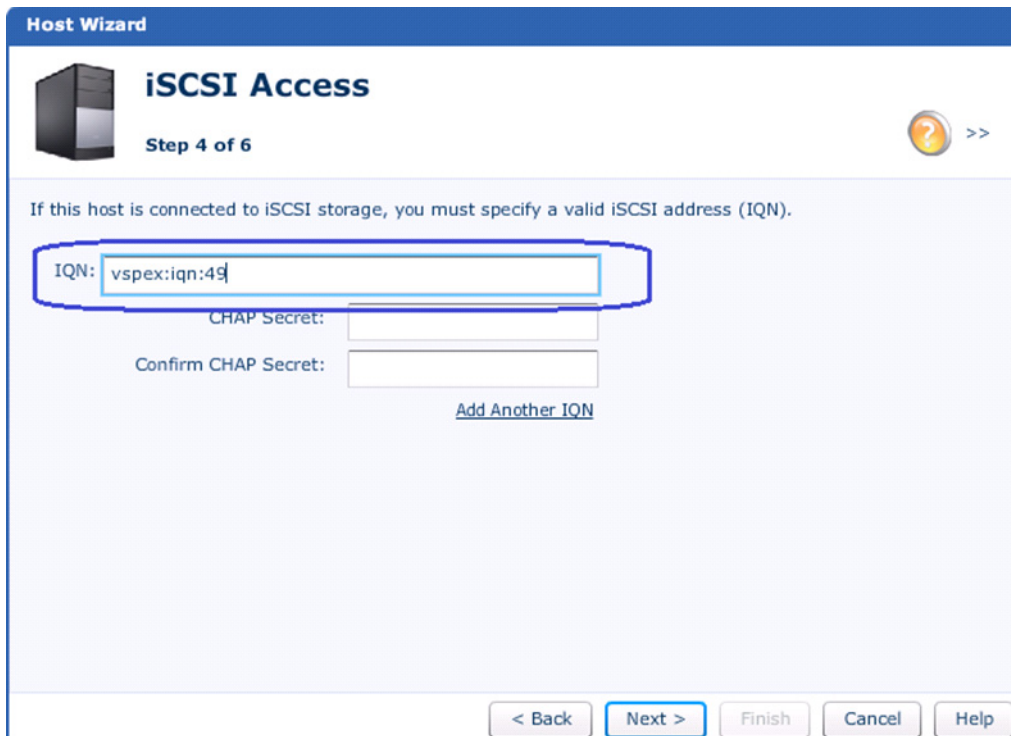 Host Wizard
iSCSI Access
Step 4 of 6
? >>
If this host is connected to iSCSI storage, you must specify a valid iSCSI address (IQN).
IQN: vspex:iqn:49
CHAP Secret:
Confirm CHAP Secret:
Add Another IQN
< Back Next > Finish Cancel Help